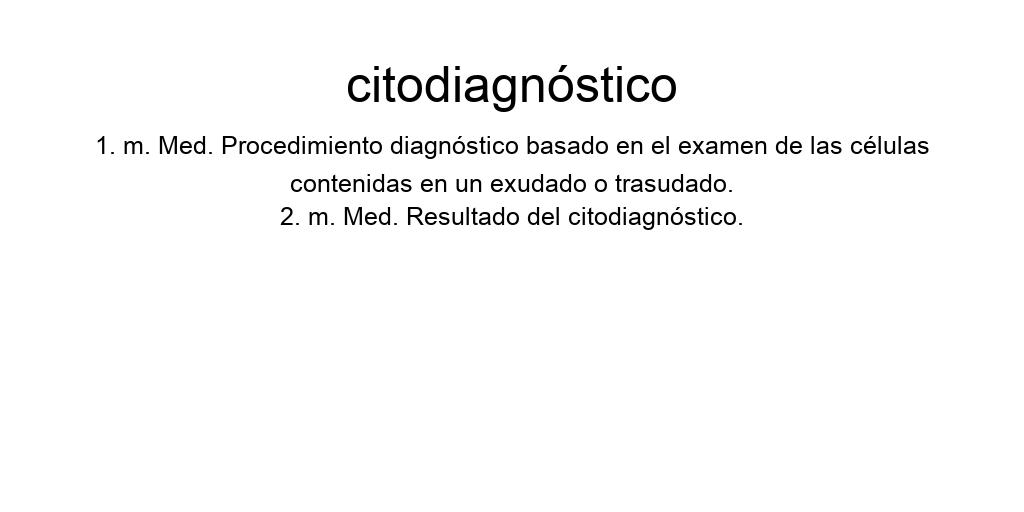 citodiagnóstico
1. m. Med. Procedimiento diagnóstico basado en el examen de las células
contenidas en un exudado o trasudado.
2. m. Med. Resultado del citodiagnóstico.